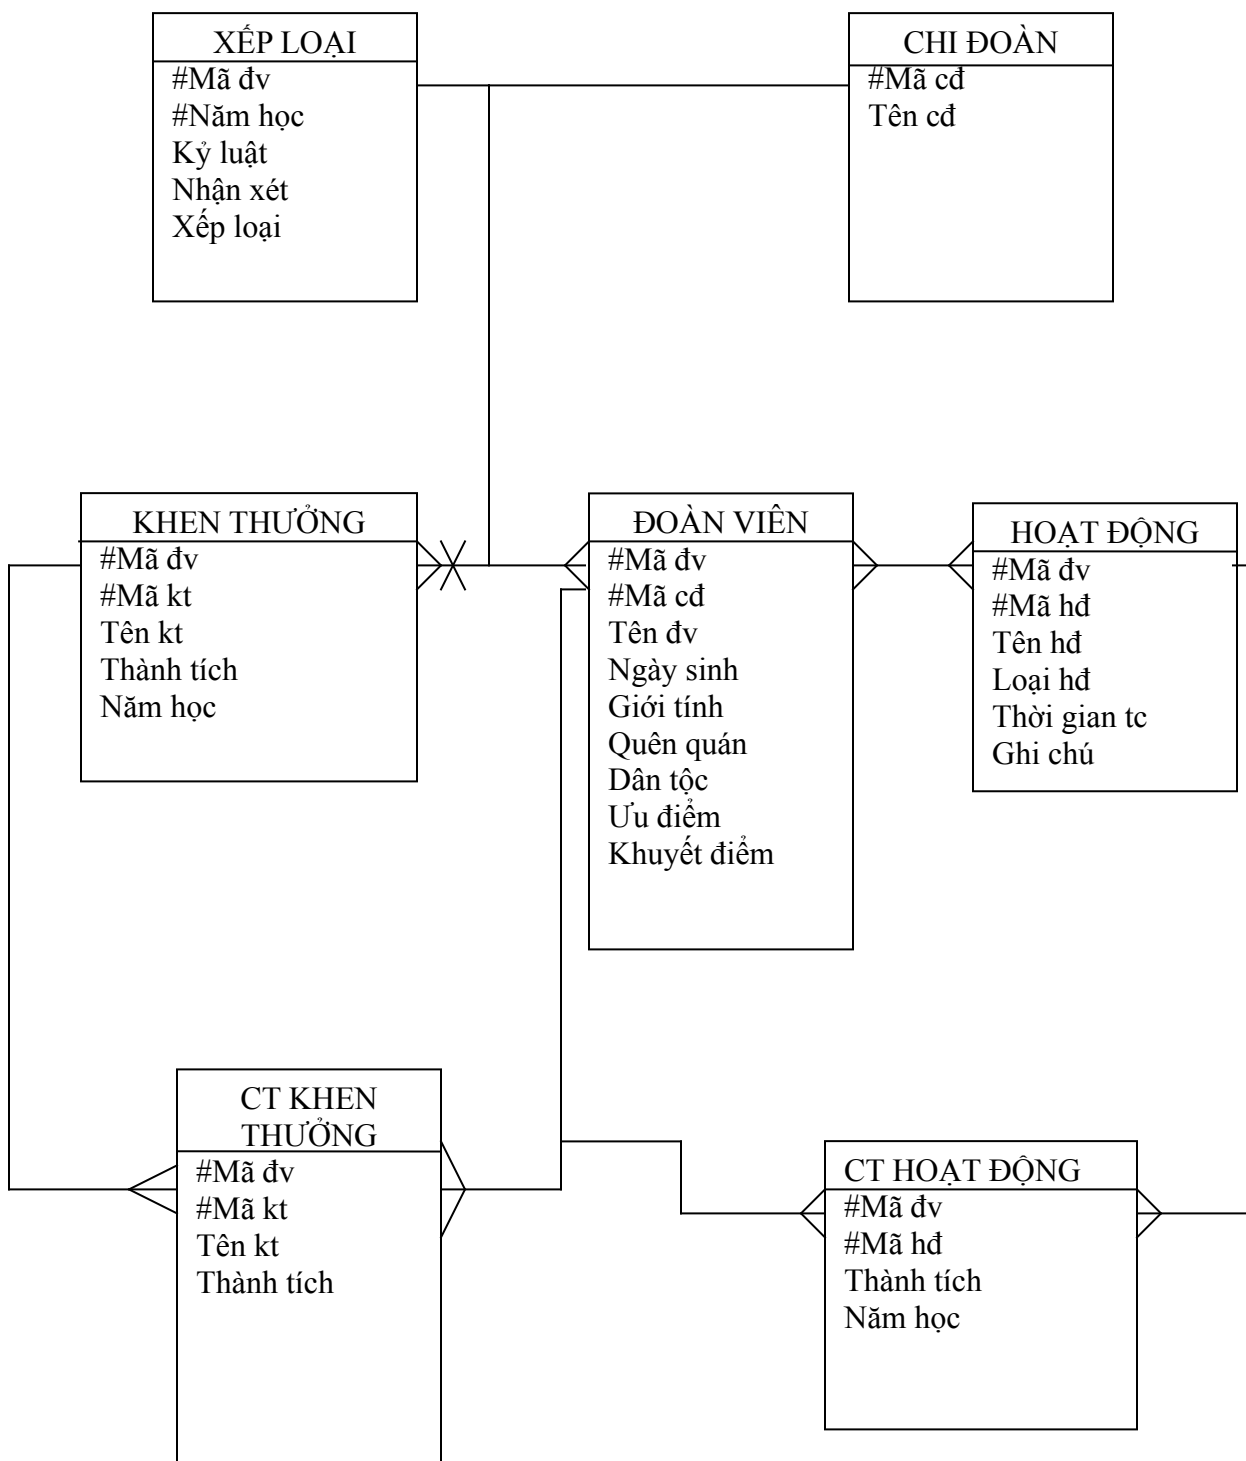 XẾP LOẠI
#Mã đv
#Năm học
Kỷ luật
Nhận xét
Xếp loại
CHI ĐOÀN
#Mã cđ
Tên cđ
KHEN THƯỞNG
#Mã đv
#Mã kt
Tên kt
Thành tích
Năm học
ĐOÀN VIÊN
#Mã đv
#Mã cđ
Tên đv
Ngày sinh
Giới tính
Quên quán
Dân tộc
Ưu điểm
Khuyết điểm
HOẠT ĐỘNG
#Mã đv
#Mã hđ
Tên hđ
Loại hđ
Thời gian tc
Ghi chú
CT KHEN
THƯỞNG
#Mã đv
#Mã kt
Tên kt
Thành tích
CT HOẠT ĐỘNG
#Mã đv
#Mã hđ
Thành tích
Năm học